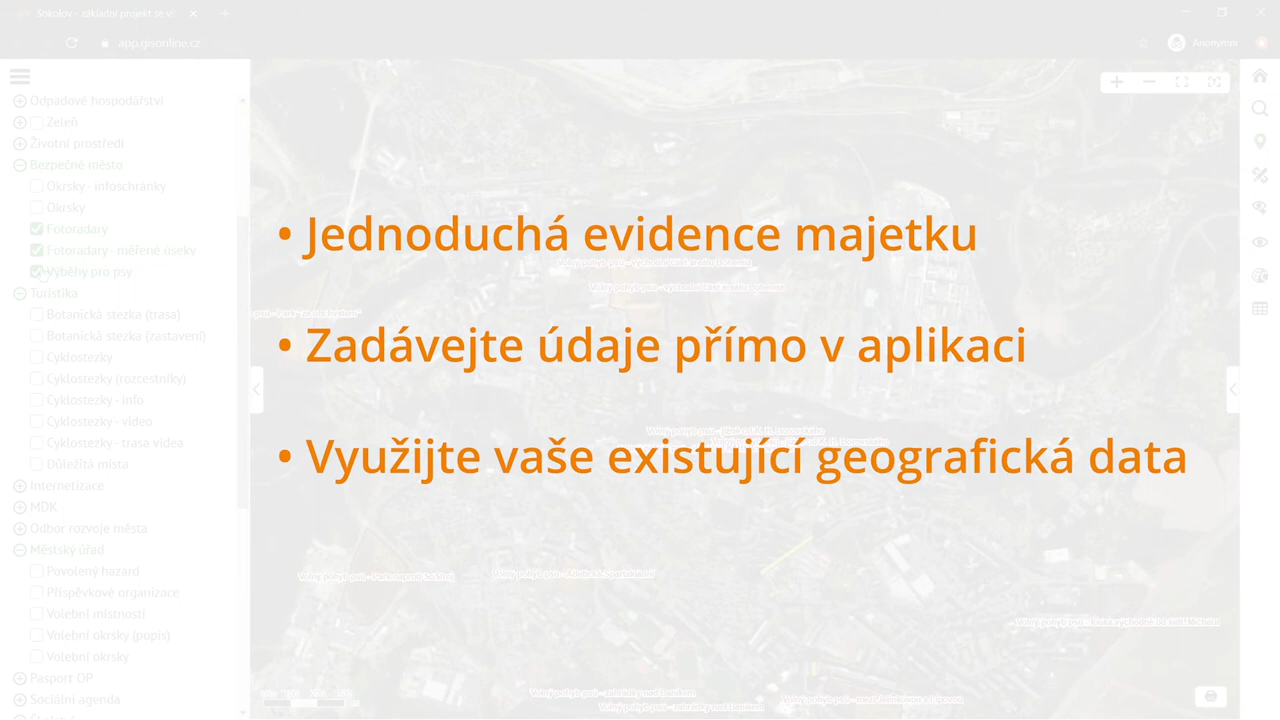 Sokolov - základní projekt se v
app.gisonline.cz
Anonymní
Odpadové hospodářství
Zeleň
Životní prostředí
Bezpečné město
Okrsky - infoschránky
Okrsky
Fotoradary
Fotoradary - měřené úseky
Výběhy pro psy
Turistika
Botanická stezka (trasa)
Botanická stezka (zastavení)
Cyklostezky
Cyklostezky (rozcestníky)
Cyklostezky - info
Cyklostezky - video
Cyklostezky - trasa videa
Důležitá místa
Internetizace
MDK
Odbor rozvoje města
Městský úřad
Povolený hazard
Příspěvkové organizace
Volební místnosti
Volební okrsky (popis)
Volební okrsky
Pasport OP
Sociální agenda
• Jednoduchá evidence majetku
• Zadávejte údaje přímo v aplikaci
• Využijte vaše existující geografická data